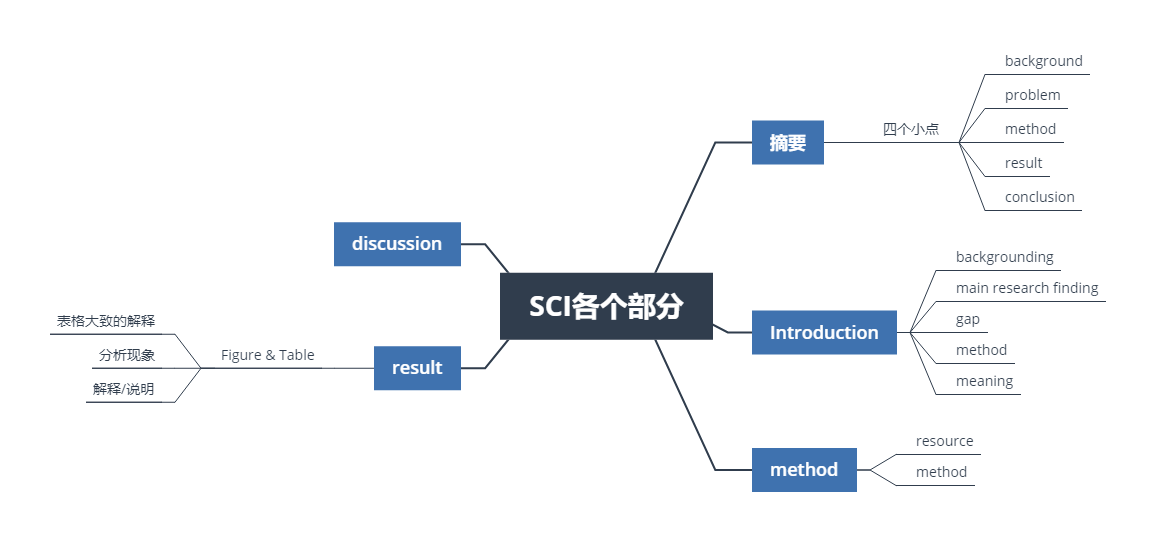 SCI各个部分
摘要
四个小点
background
problem
method
result
conclusion
Introduction
backgrounding
main research finding
gap
method
meaning
method
resource
method
result
Figure & Table
表格大致的解释
分析现象
解释/说明
discussion